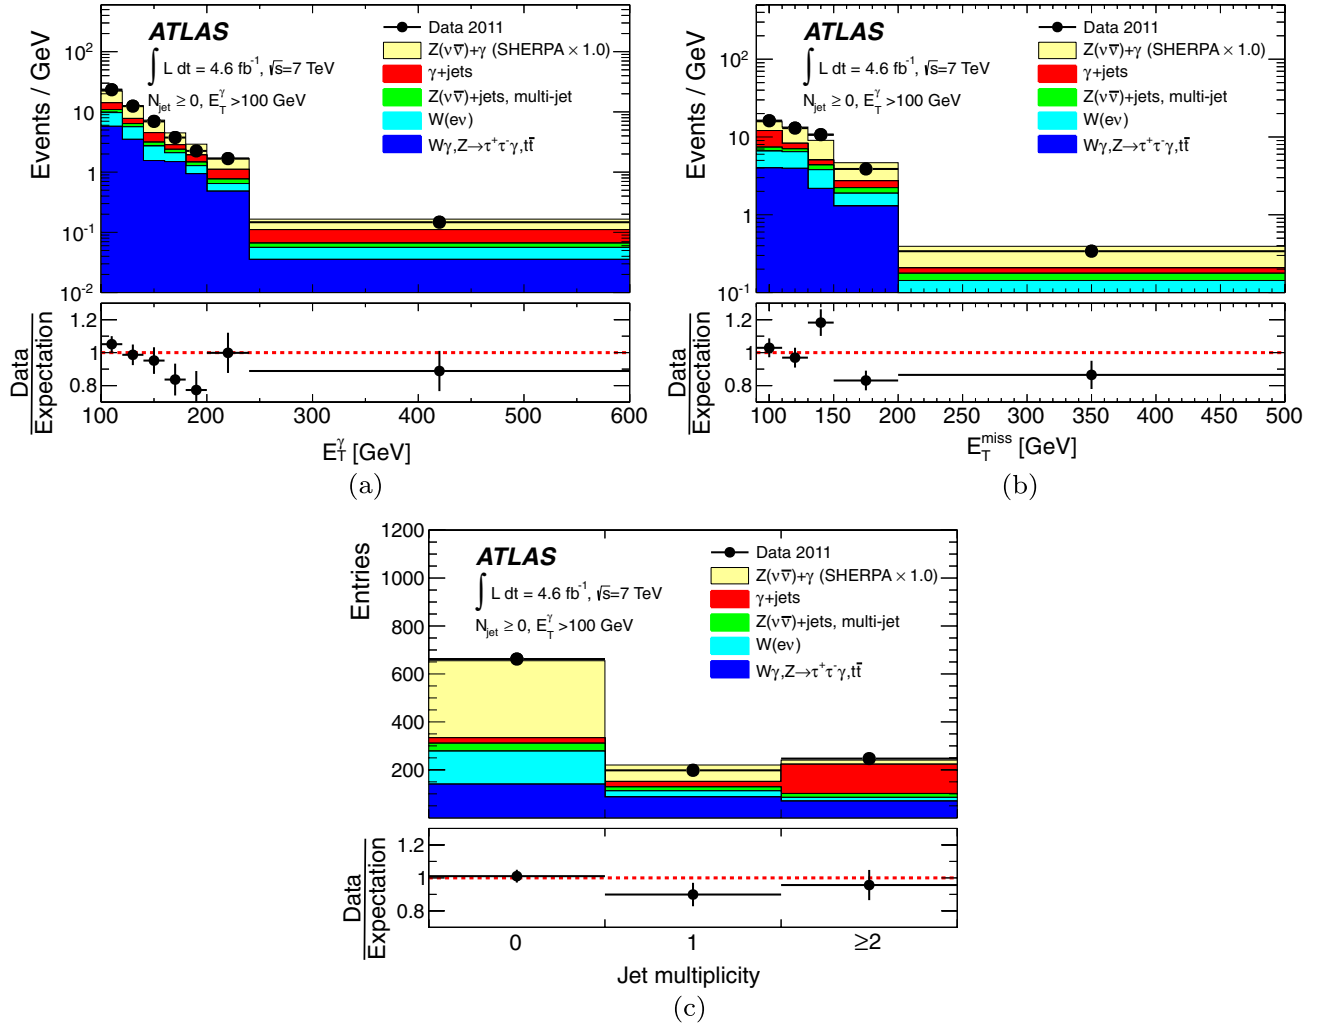 ATLAS
∫ L dt = 4.6 fb⁻¹, √s=7 TeV
N_jet ≥ 0, E_T^γ >100 GeV
Data 2011
Z(νν̅)+γ (SHERPA × 1.0)
γ+jets
Z(νν̅)+jets, multi-jet
W(eν)
Wγ,Z→τ⁺τ⁻γ,tt̅
Events / GeV
10²
10
1
10⁻¹
10⁻²
Data
Expectation
1.2
1
0.8
100 200 300 400 500 600
E_T^γ [GeV]
(a)
ATLAS
∫ L dt = 4.6 fb⁻¹, √s=7 TeV
N_jet ≥ 0, E_T^γ >100 GeV
Data 2011
Z(νν̅)+γ (SHERPA × 1.0)
γ+jets
Z(νν̅)+jets, multi-jet
W(eν)
Wγ,Z→τ⁺τ⁻γ,tt̅
Events / GeV
10²
10
1
10⁻¹
Data
Expectation
1.2
1
0.8
100 150 200 250 300 350 400 450 500
E_T^miss [GeV]
(b)
ATLAS
∫ L dt = 4.6 fb⁻¹, √s=7 TeV
N_jet ≥ 0, E_T^γ >100 GeV
Data 2011
Z(νν̅)+γ (SHERPA × 1.0)
γ+jets
Z(νν̅)+jets, multi-jet
W(eν)
Wγ,Z→τ⁺τ⁻γ,tt̅
Entries
1200
1000
800
600
400
200
Data
Expectation
1.2
1
0.8
0 1 ≥2
Jet multiplicity
(c)